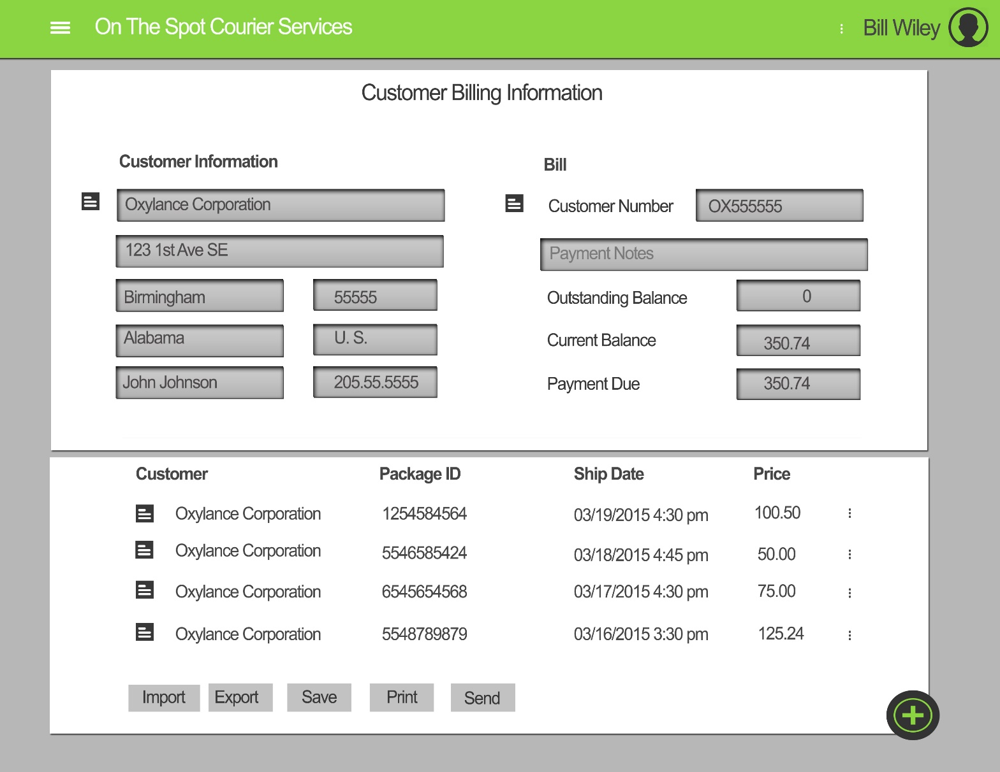 On The Spot Courier Services
Bill Wiley
Customer Billing Information
Customer Information
Oxylance Corporation
123 1st Ave SE
Birmingham 55555
Alabama U. S.
John Johnson 205.55.5555
Bill
Customer Number OX555555
Payment Notes
Outstanding Balance 0
Current Balance 350.74
Payment Due 350.74
Customer Package ID Ship Date Price
Oxylance Corporation 1254584564 03/19/2015 4:30 pm 100.50
Oxylance Corporation 5546585424 03/18/2015 4:45 pm 50.00
Oxylance Corporation 6545654568 03/17/2015 4:30 pm 75.00
Oxylance Corporation 5548789879 03/16/2015 3:30 pm 125.24
Import Export Save Print Send